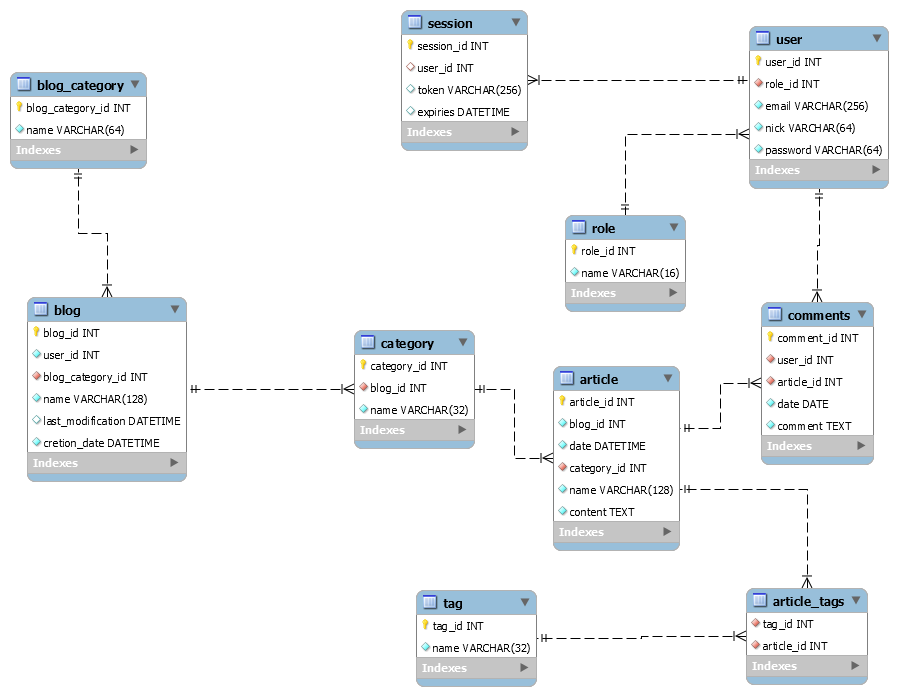 session
session_id INT
user_id INT
token VARCHAR(256)
expiries DATETIME
Indexes
user
user_id INT
role_id INT
email VARCHAR(256)
nick VARCHAR(64)
password VARCHAR(64)
Indexes
blog_category
blog_category_id INT
name VARCHAR(64)
Indexes
role
role_id INT
name VARCHAR(16)
Indexes
blog
blog_id INT
user_id INT
blog_category_id INT
name VARCHAR(128)
last_modification DATETIME
cretion_date DATETIME
Indexes
category
category_id INT
blog_id INT
name VARCHAR(32)
Indexes
article
article_id INT
blog_id INT
date DATETIME
category_id INT
name VARCHAR(128)
content TEXT
Indexes
comments
comment_id INT
user_id INT
article_id INT
date DATE
comment TEXT
Indexes
tag
tag_id INT
name VARCHAR(32)
Indexes
article_tags
tag_id INT
article_id INT
Indexes